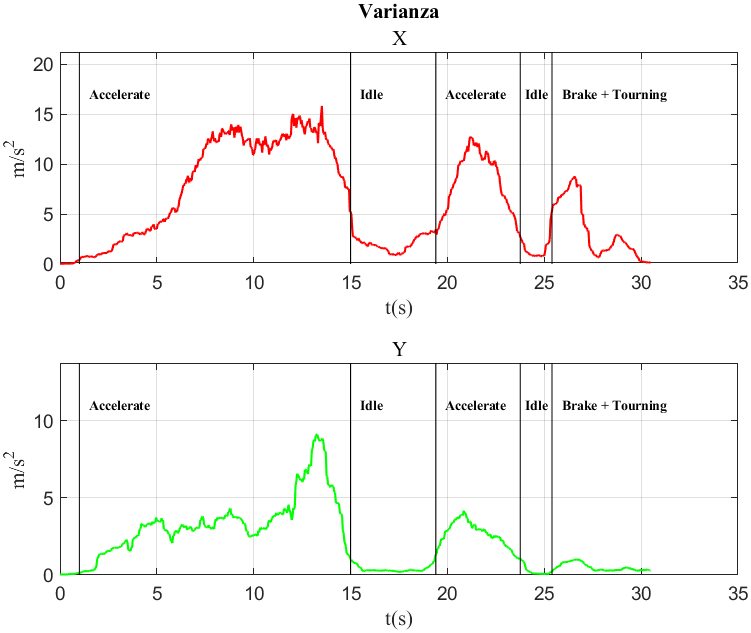 Varianza
X
20
15
10
5
0
m/s²
Accelerate Idle Accelerate Idle Brake + Tourning
0 5 10 15 20 25 30 35
t(s)
Y
10
5
0
m/s²
Accelerate Idle Accelerate Idle Brake + Tourning
0 5 10 15 20 25 30 35
t(s)